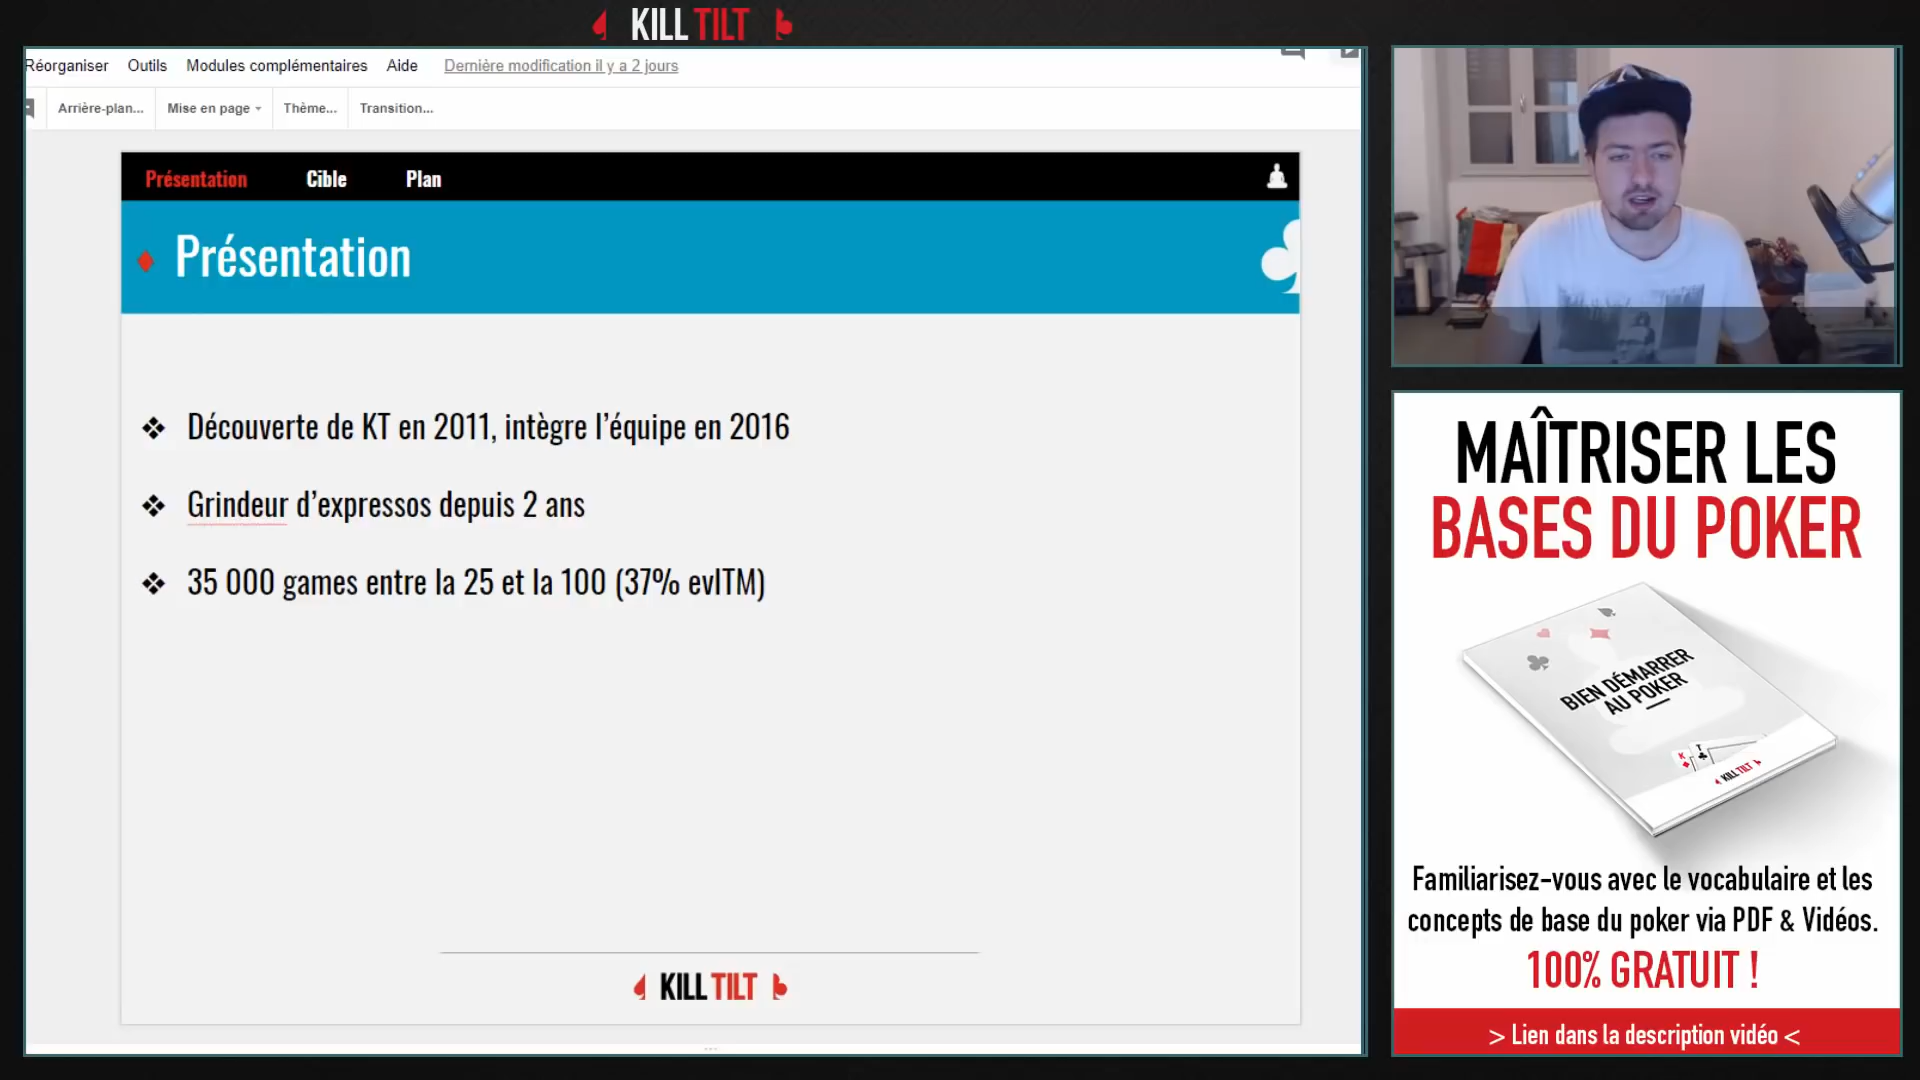 KILL TILT
Réorganiser Outils Modules complémentaires Aide Dernière modification il y a 2 jours
Arrière-plan... Mise en page Thème... Transition...
Présentation Cible Plan
Présentation
Découverte de KT en 2011, intègre l'équipe en 2016
Grindeur d'expressos depuis 2 ans
35 000 games entre la 25 et la 100 (37% evITM)
KILL TILT
MAÎTRISER LES
BASES DU POKER
BIEN DÉMARRER
AU POKER
K T
KILL TILT
Familiarisez-vous avec le vocabulaire et les
concepts de base du poker via PDF & Vidéos.
100% GRATUIT !
> Lien dans la description vidéo <